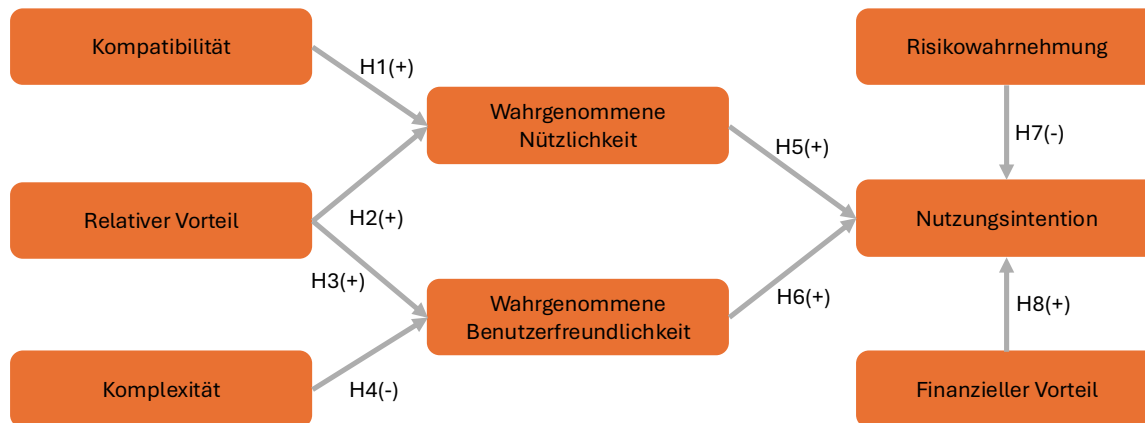 Kompatibilität
Risikowahrnehmung
H1(+)
Wahrgenommene
Nützlichkeit
H5(+)
H7(-)
Relativer Vorteil
H2(+)
Nutzungsintention
H3(+)
Wahrgenommene
Benutzerfreundlichkeit
H6(+)
H8(+)
Komplexität
H4(-)
Finanzieller Vorteil